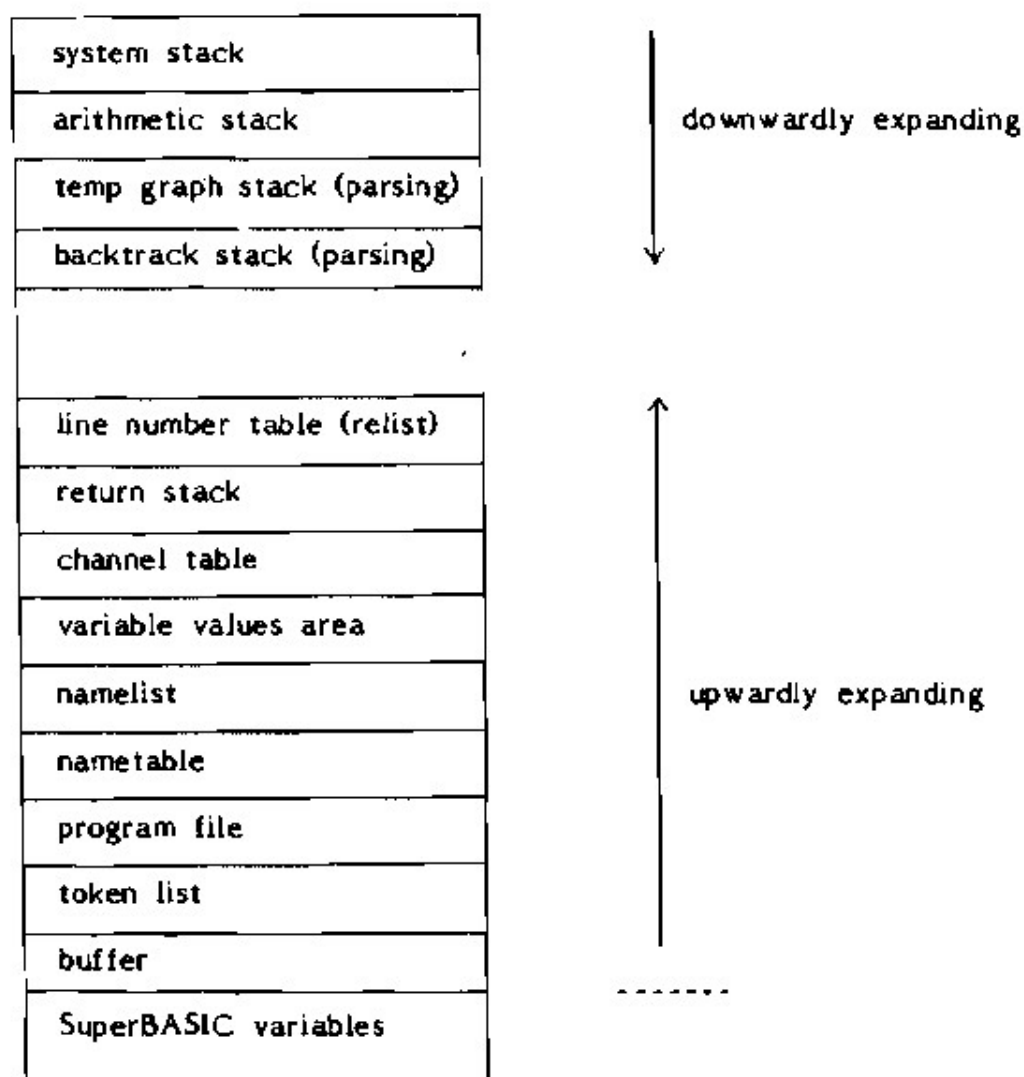 system stack
arithmetic stack
downwardly expanding
temp graph stack (parsing)
backtrack stack (parsing)
line number table (relist)
return stack
channel table
variable values area
namelist
upwardly expanding
nametable
program file
token list
buffer
SuperBASIC variables